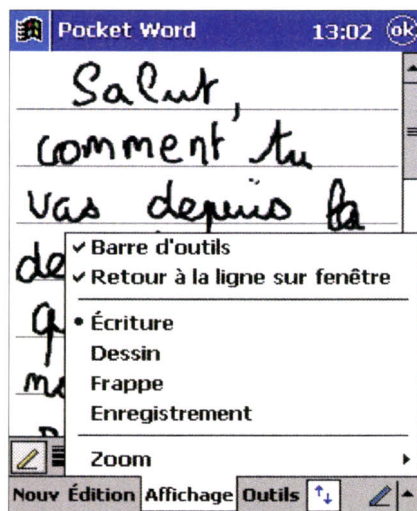 Pocket Word 13:02 ok
Salut,
comment tu
vas depuis la
de
✓ Barre d'outils
✓ Retour à la ligne sur fenêtre
• Écriture
Dessin
Frappe
Enregistrement
Zoom
Nouv Édition Affichage Outils